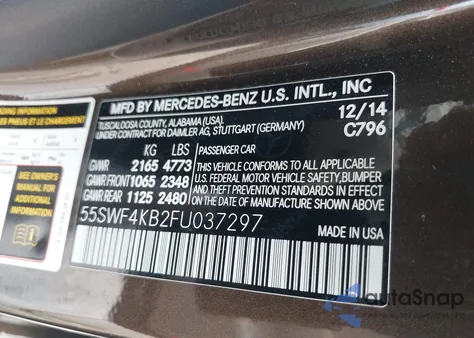 MFD BY MERCEDES-BENZ U.S. INTL., INC
TUSCALOOSA COUNTY, ALABAMA (USA). 12/14
UNDER CONTRACT FOR DAIMLER AG, STUTTGART (GERMANY) C796
KG LBS PASSENGER CAR
GWVR 2165 4773
GAWR FRONT 1065 2348
GAWR REAR 1125 2480
THIS VEHICLE CONFORMS TO ALL APPLICABLE
U.S. FEDERAL MOTOR VEHICLE SAFETY, BUMPER
AND THEFT PREVENTION STANDARDS IN EFFECT
ON THE DATE OF MANUFACTURE SHOWN ABOVE.
55SWF4KB2FU037297
MADE IN USA
SEE OWNER'S
MANUAL FOR
ADDITIONAL
INFORMATION
autoSnap